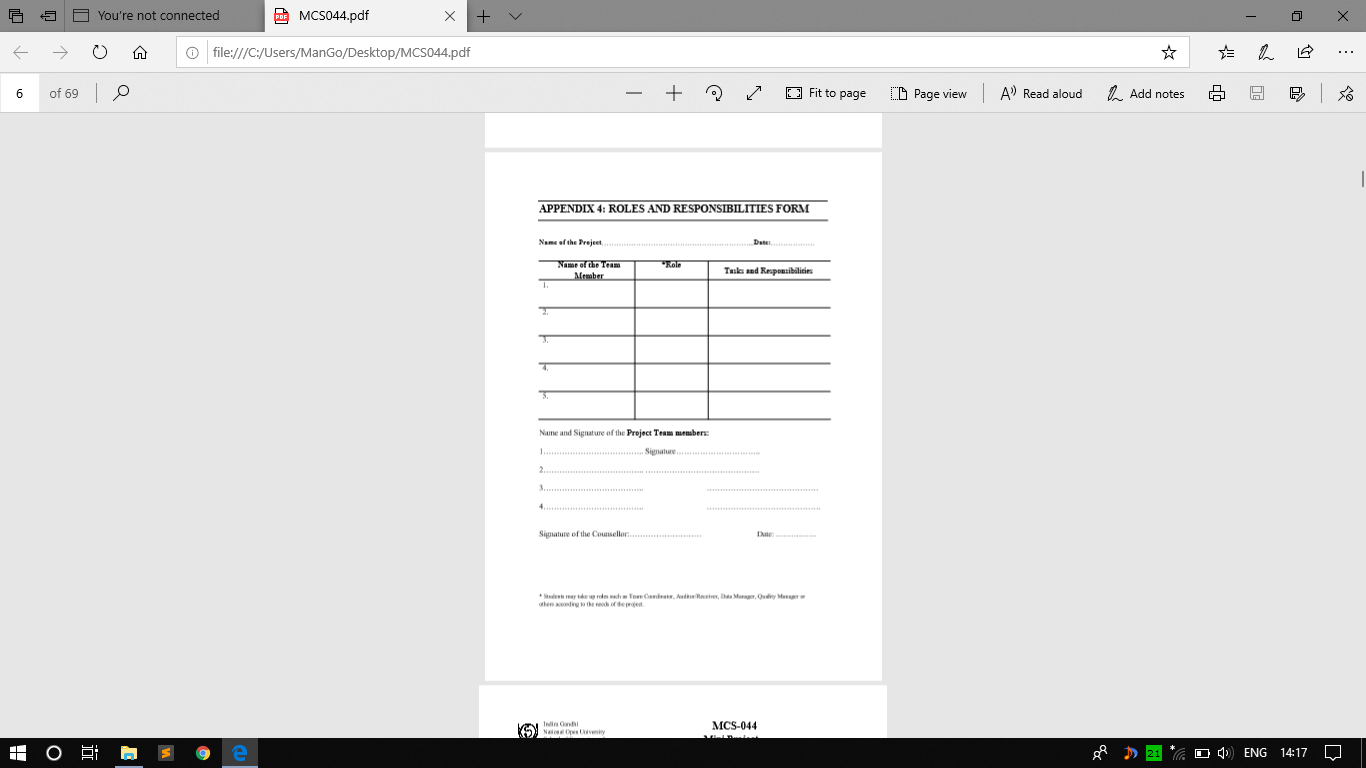 You're not connected
MCS044.pdf
file:///C:/Users/ManGo/Desktop/MCS044.pdf
6 of 69
Fit to page
Page view
Read aloud
Add notes
APPENDIX 4: ROLES AND RESPONSIBILITIES FORM
Name of the Project.............................................................Date:..................
Name of the Team Member
*Role
Tasks and Responsibilities
1.
2.
3.
4.
5.
Name and Signature of the Project Team members:
1...................................... Signature................................
2...................................... ...........................................
3...................................... ..........................................
4...................................... ...........................................
Signature of the Counsellor:........................... Date: ..................
* Students may take up roles such as Team Coordinator, Auditor/Receiver, Data Manager, Quality Manager or
others according to the needs of the project.
Indira Gandhi
National Open University
MCS-044
Mini Project
21
ENG
14:17